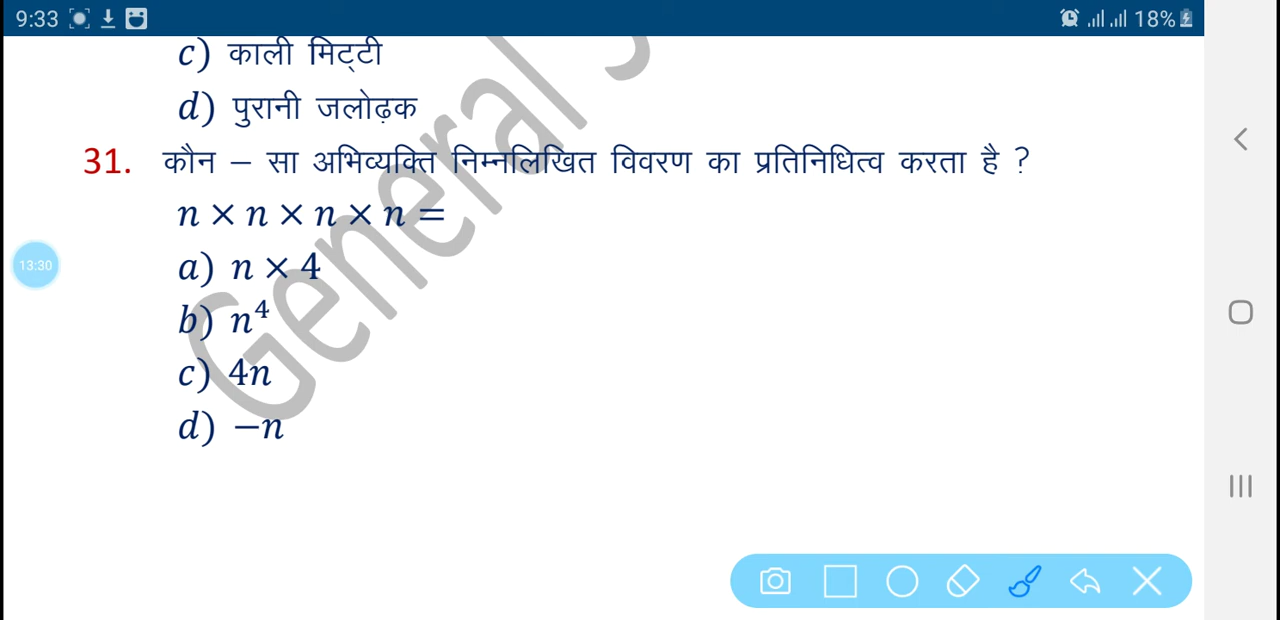 9:33 18%
c) काली मिट्टी
d) पुरानी जलोढ़क
31. कौन – सा अभिव्यक्ति निम्नलिखित विवरण का प्रतिनिधित्व करता है ?
n × n × n × n =
13:30
a) n × 4
b) n⁴
c) 4n
d) −n
General